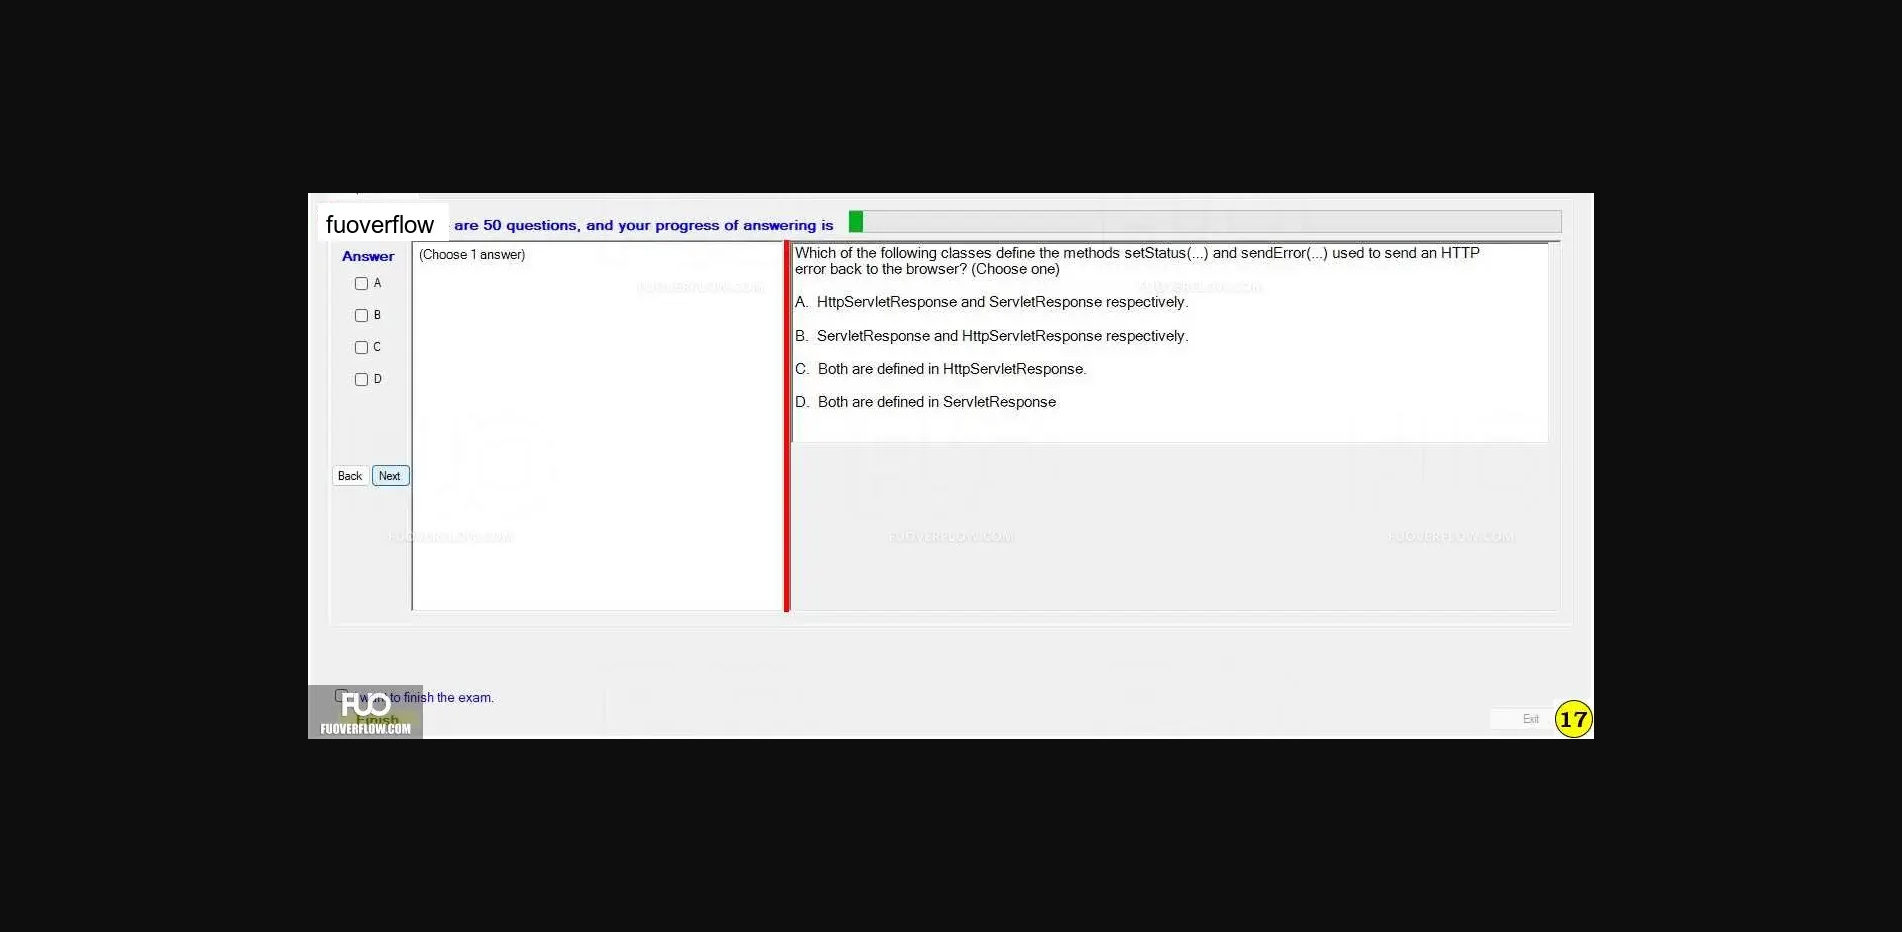 fuoverflow are 50 questions, and your progress of answering is
Answer
(Choose 1 answer)
A
B
C
D
Back Next
Which of the following classes define the methods setStatus(...) and sendError(...) used to send an HTTP
error back to the browser? (Choose one)
A. HttpServletResponse and ServletResponse respectively.
B. ServletResponse and HttpServletResponse respectively.
C. Both are defined in HttpServletResponse.
D. Both are defined in ServletResponse
FUOVERFLOW.COM
FUOVERFLOW.COM
FUOVERFLOW.COM
FUOVERFLOW.COM
FUOVERFLOW.COM
I want to finish the exam.
FUO
Finish
FUOVERFLOW.COM
Exit
17